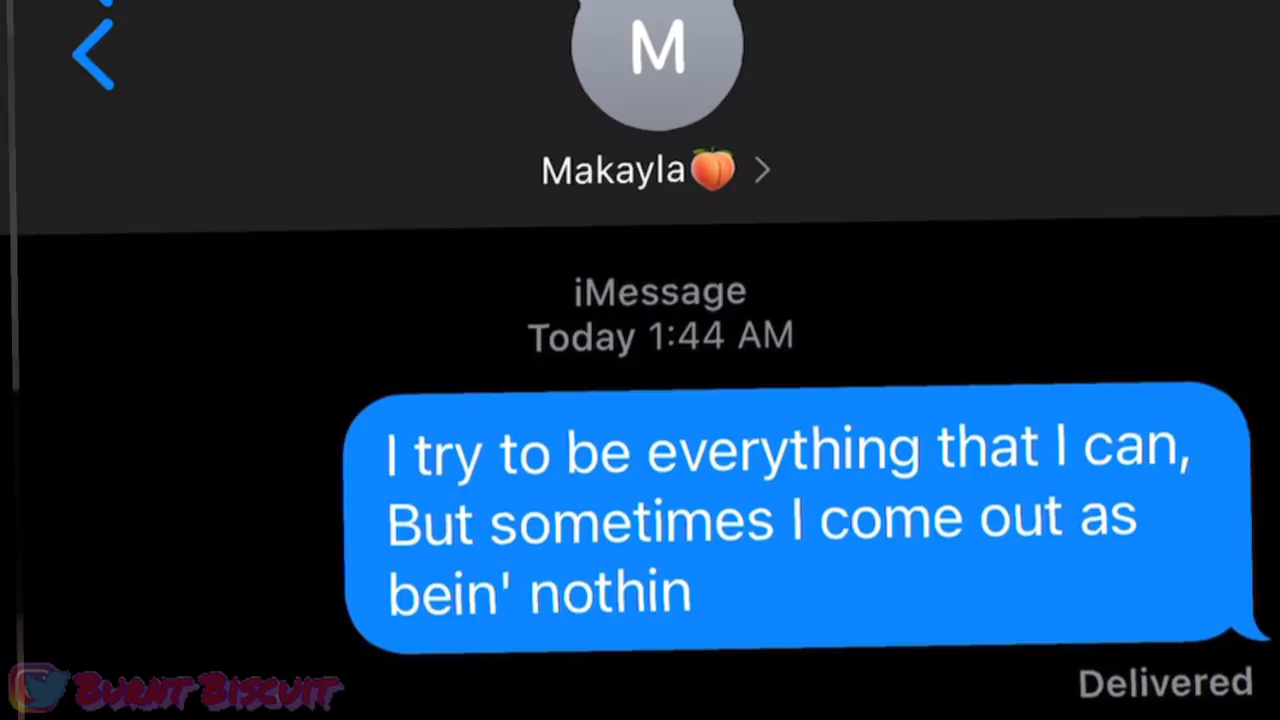 M
Makayla🍑 >
iMessage
Today 1:44 AM
I try to be everything that I can,
But sometimes I come out as
bein' nothin
Delivered
Burnt Biscuit